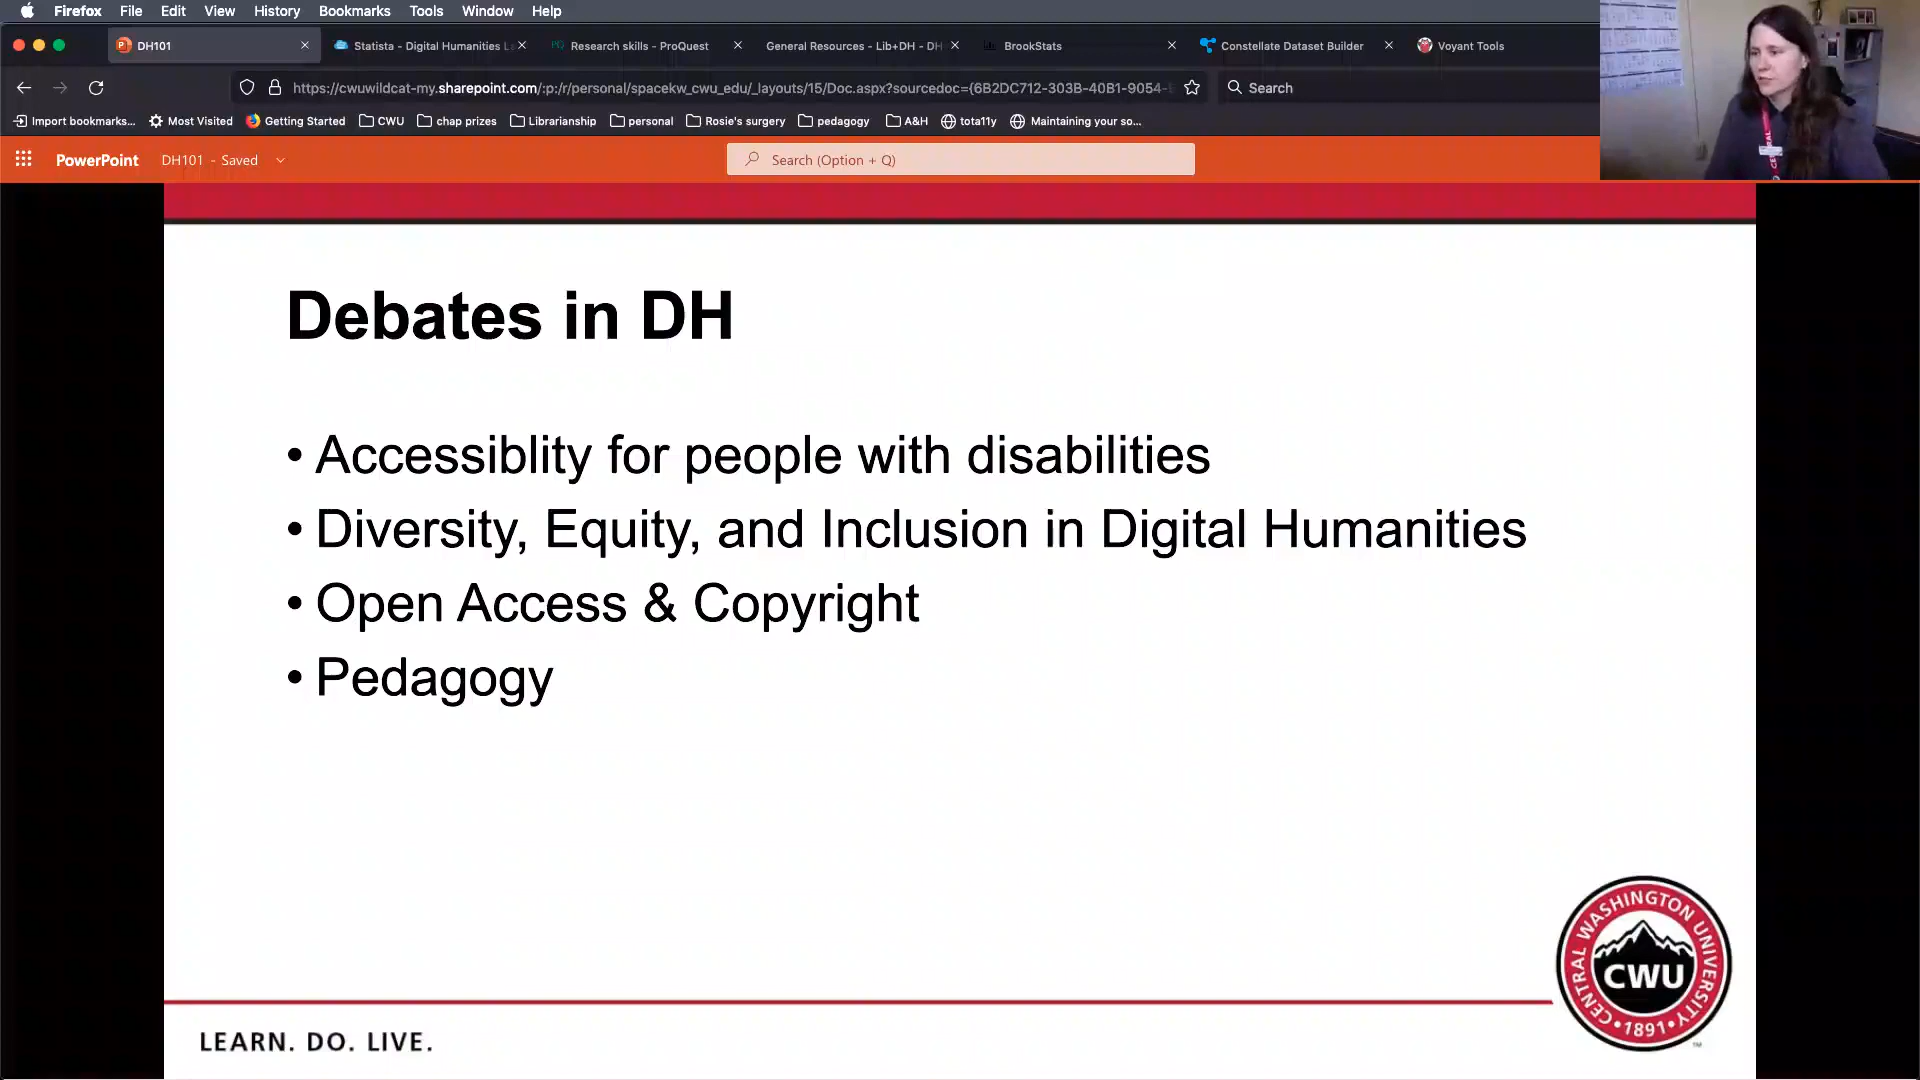 Firefox File Edit View History Bookmarks Tools Window Help
DH101 Statista - Digital Humanities L Research skills - ProQuest General Resources - Lib+DH - DH BrookStats Constellate Dataset Builder Voyant Tools
https://cwuwildcat-my.sharepoint.com/:p:/r/personal/spacekw_cwu_edu/_layouts/15/Doc.aspx?sourcedoc={6B2DC712-303B-40B1-9054- Search
Import bookmarks... Most Visited Getting Started CWU chap prizes Librarianship personal Rosie's surgery pedagogy A&H tota11y Maintaining your so...
PowerPoint DH101 - Saved Search (Option + Q)
CENTRAL
Debates in DH
• Accessiblity for people with disabilities
• Diversity, Equity, and Inclusion in Digital Humanities
• Open Access & Copyright
• Pedagogy
CENTRAL WASHINGTON UNIVERSITY
CWU
• 1891 •
TM
LEARN. DO. LIVE.